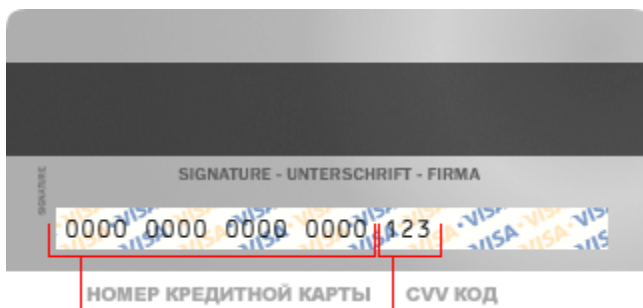 SIGNATURE - UNTERSCHRIFT - FIRMA
SIGNATURE
0000 0000 0000 0000 123
НОМЕР КРЕДИТНОЙ КАРТЫ CVV КОД